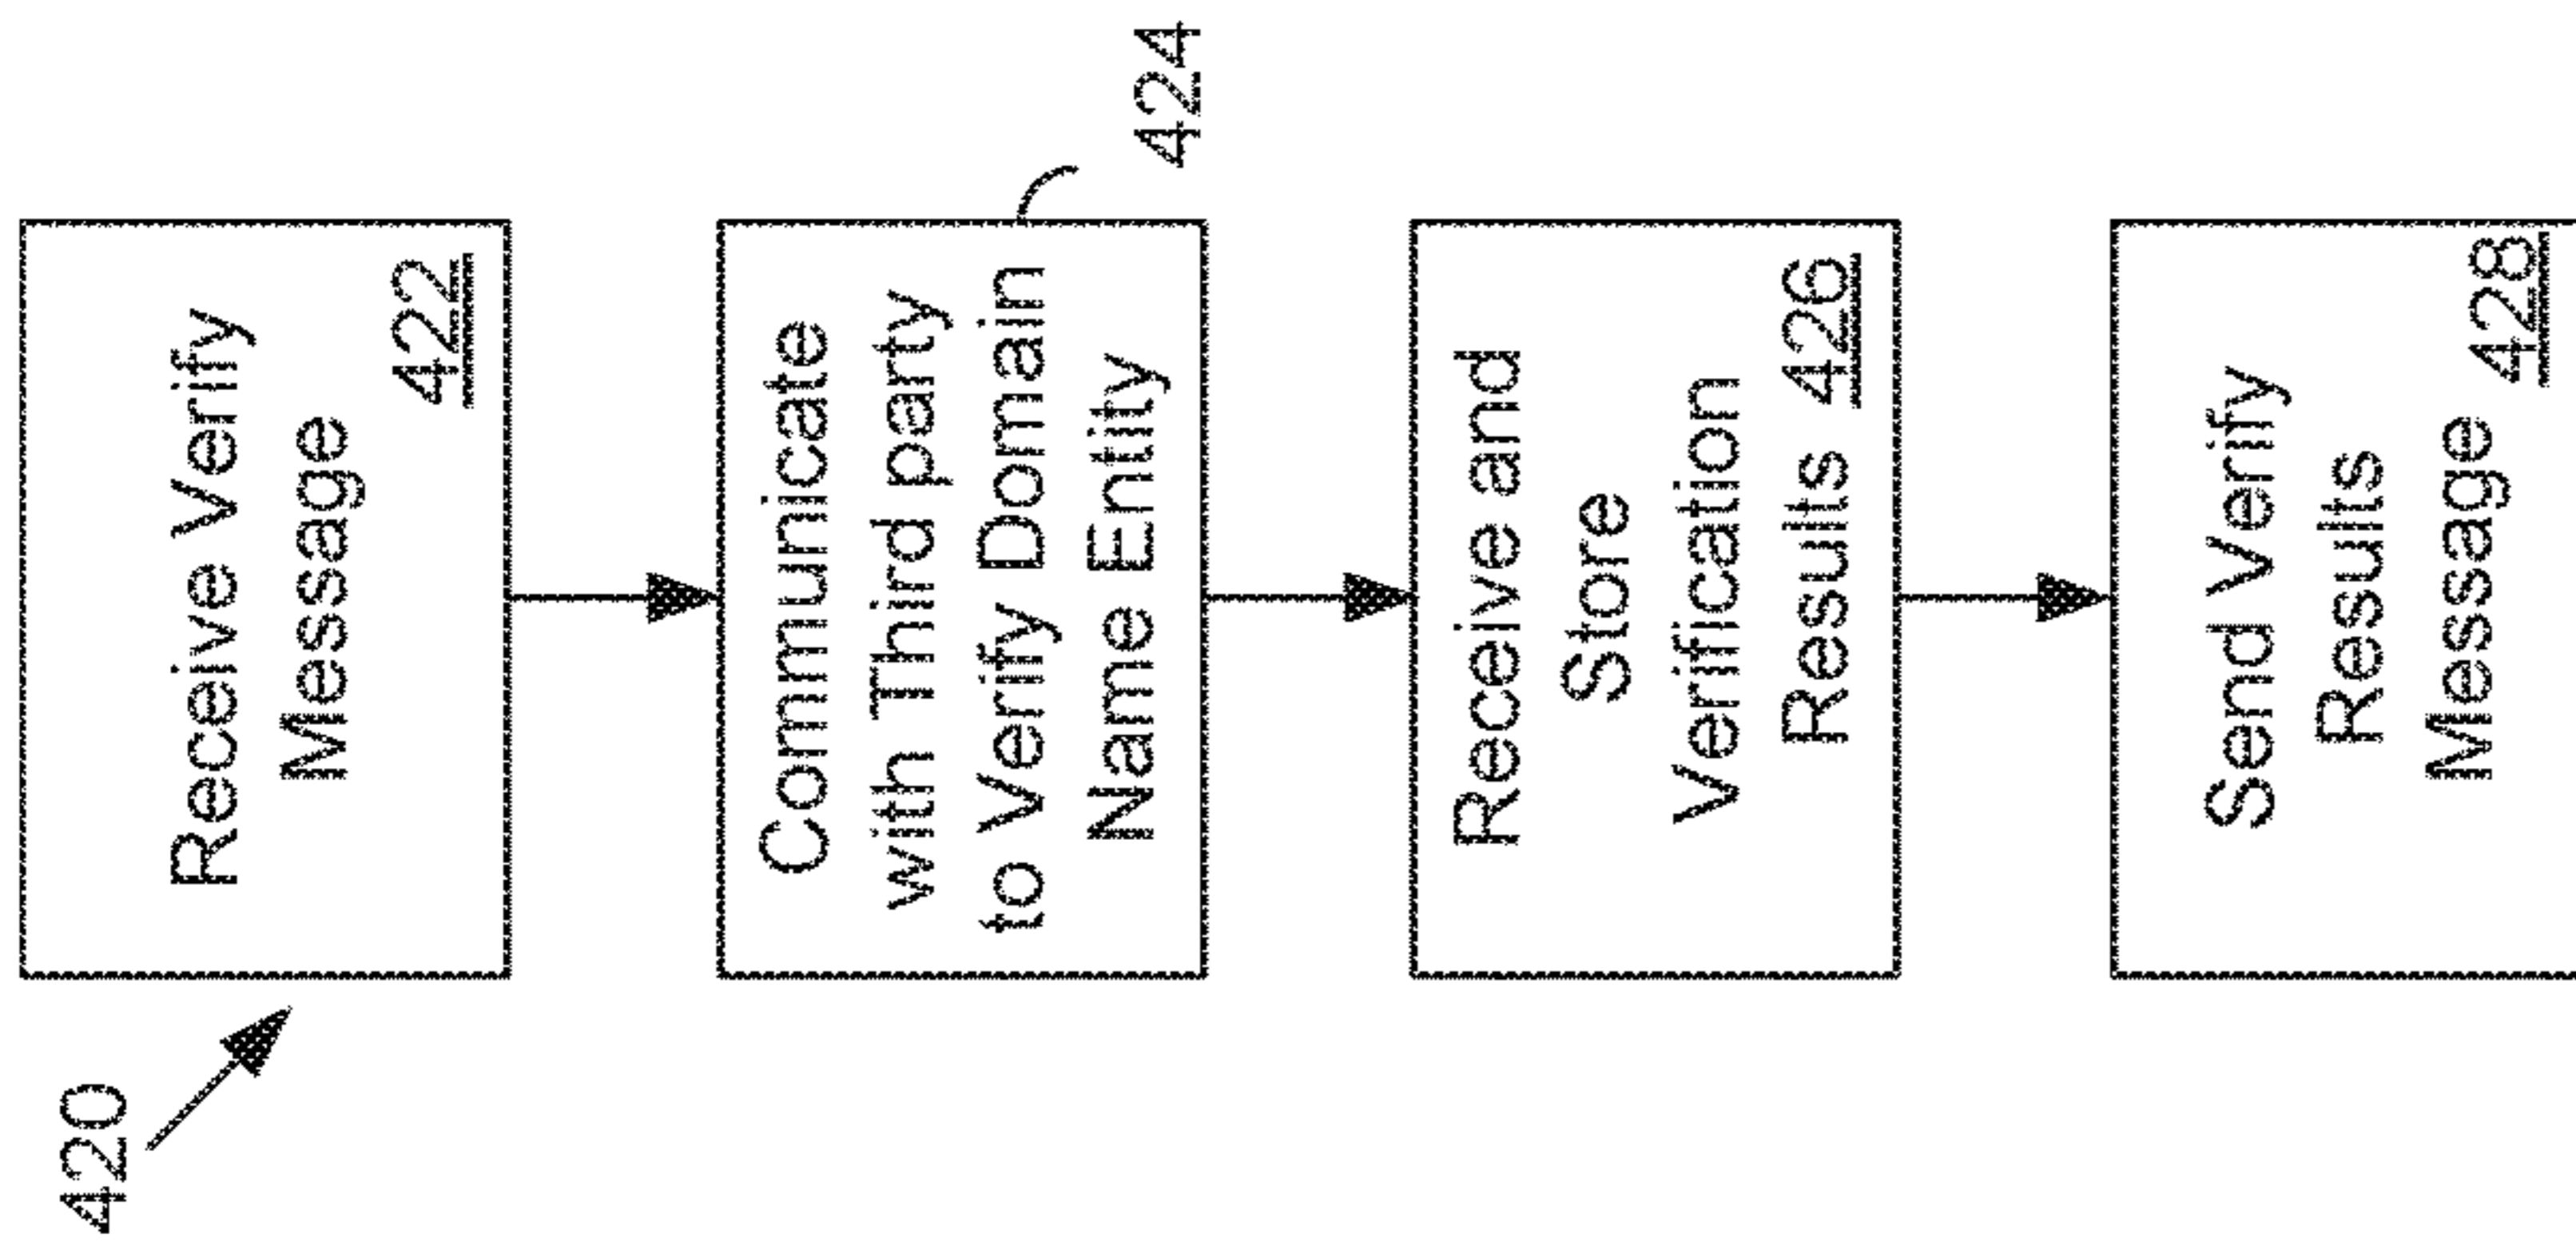 420
Receive Verify
Message
422
Communicate
with Third party
to Verify Domain
Name Entity
424
Receive and
Store
Verification
Results 426
Send Verify
Results
Message 428